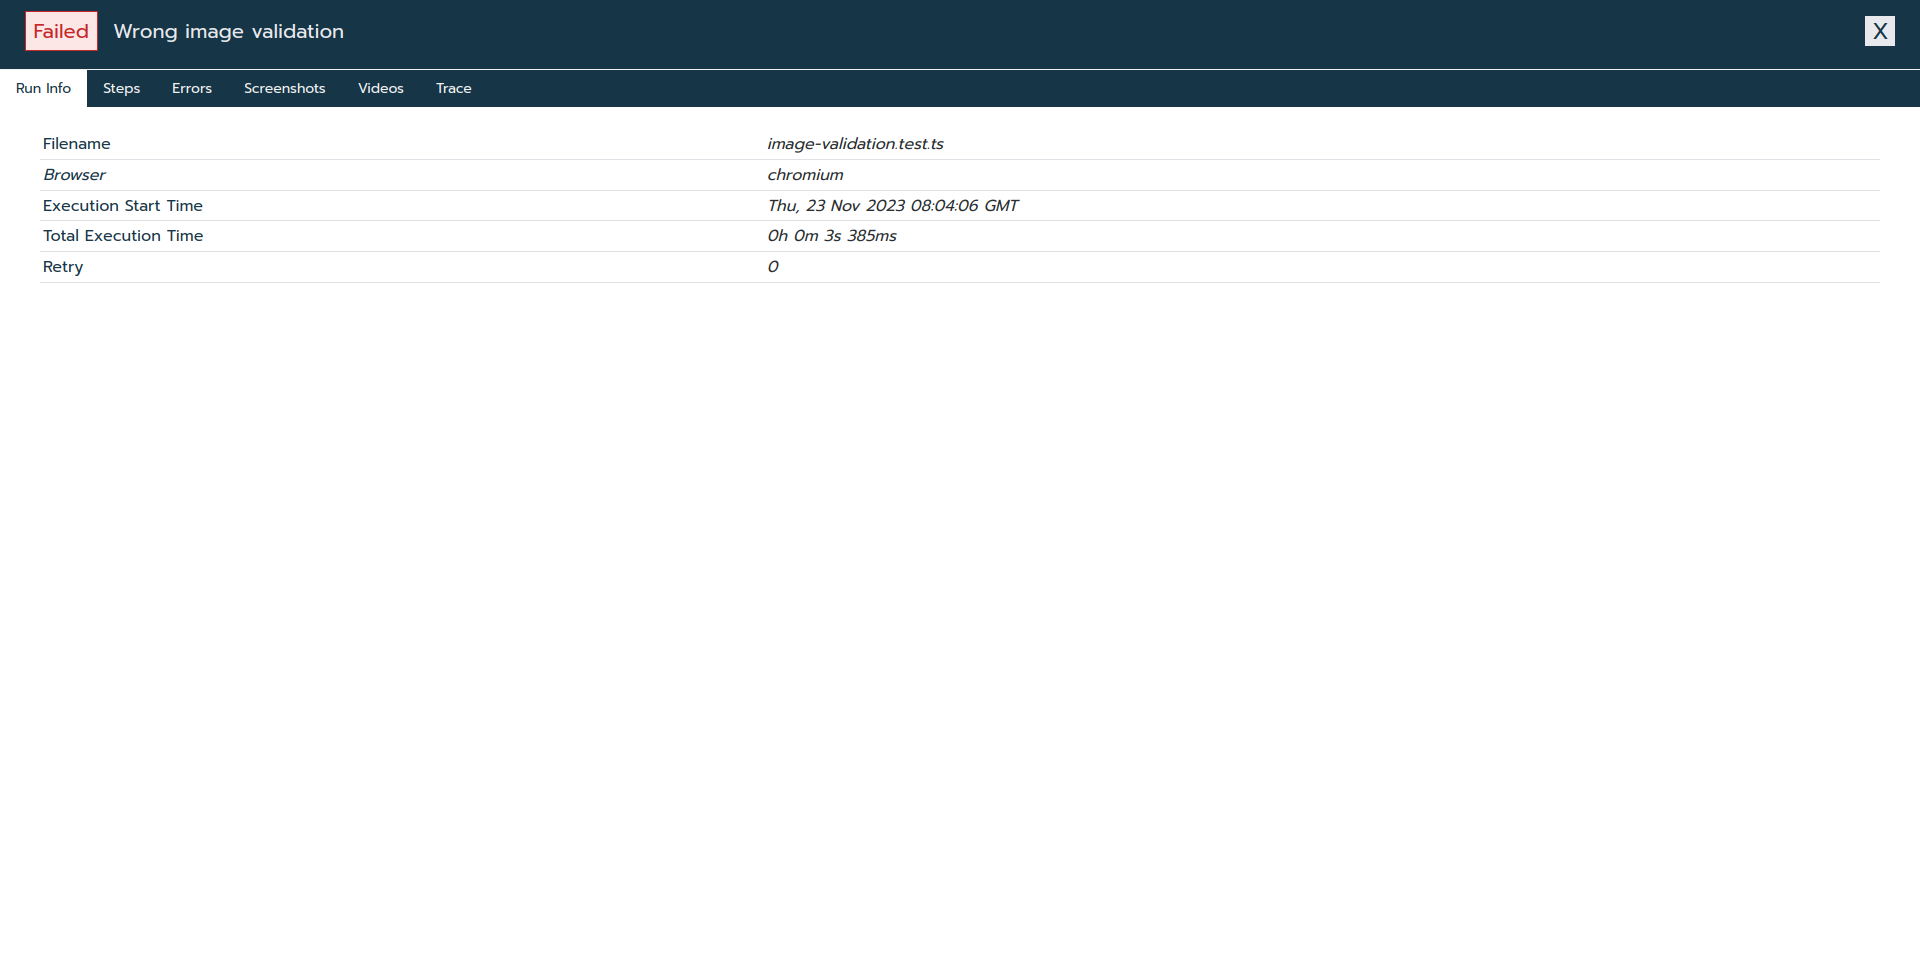 Failed Wrong image validation X
Run Info Steps Errors Screenshots Videos Trace
Filename image-validation.test.ts
Browser chromium
Execution Start Time Thu, 23 Nov 2023 08:04:06 GMT
Total Execution Time 0h 0m 3s 385ms
Retry 0